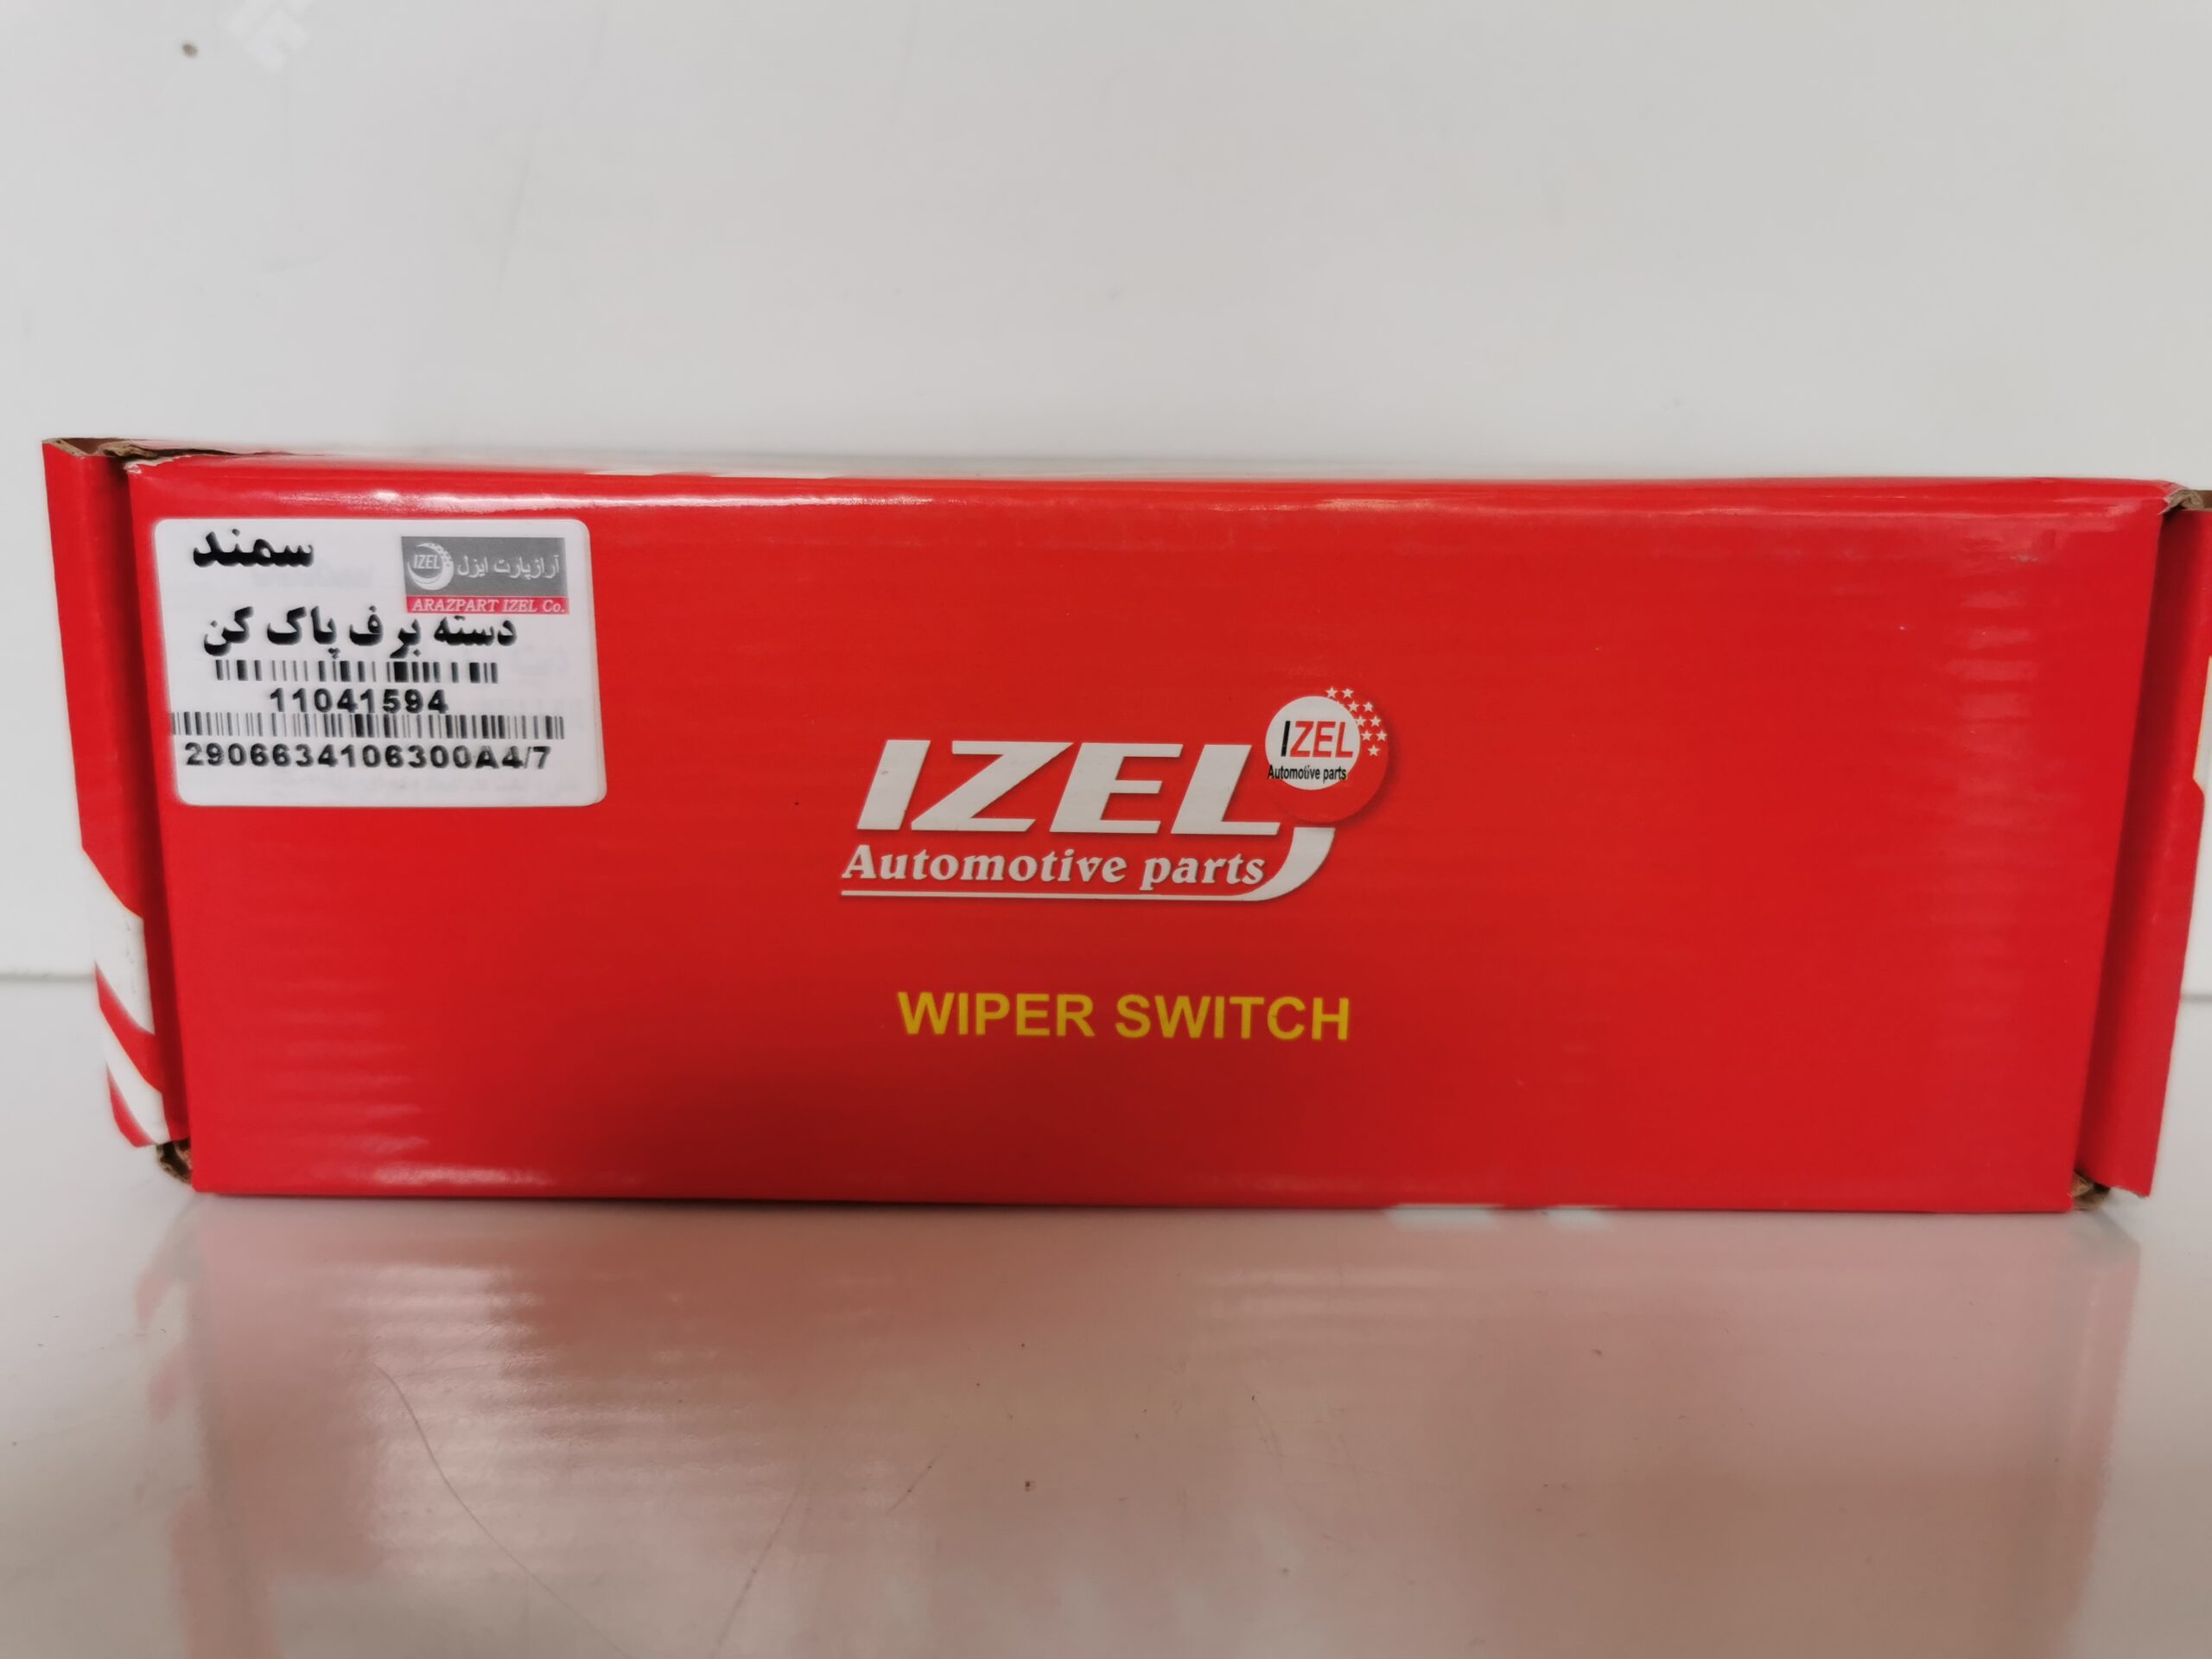 سمند
IZEL آرازپارت ایزل
ARAZPART IZEL Co.
دسته برف پاک کن
11041594
2906634106300A4/7
IZEL
IZEL
Automotive parts
Automotive parts
WIPER SWITCH